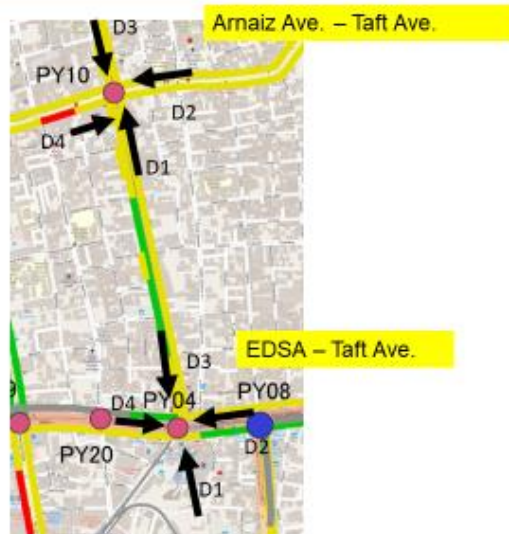 Arnaiz Ave. – Taft Ave.
D3
PY10
D2
D4
D1
EDSA – Taft Ave.
D3
D4
PY04
PY08
PY20
D2
D1